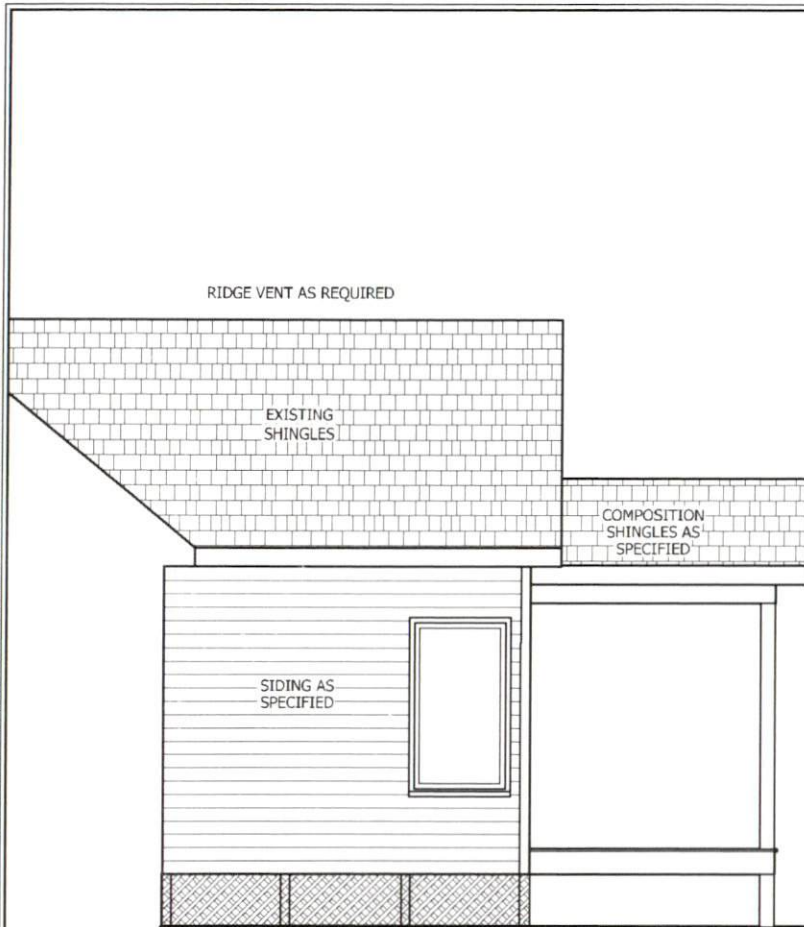 RIDGE VENT AS REQUIRED
EXISTING
SHINGLES
COMPOSITION
SHINGLES AS
SPECIFIED
SIDING AS
SPECIFIED